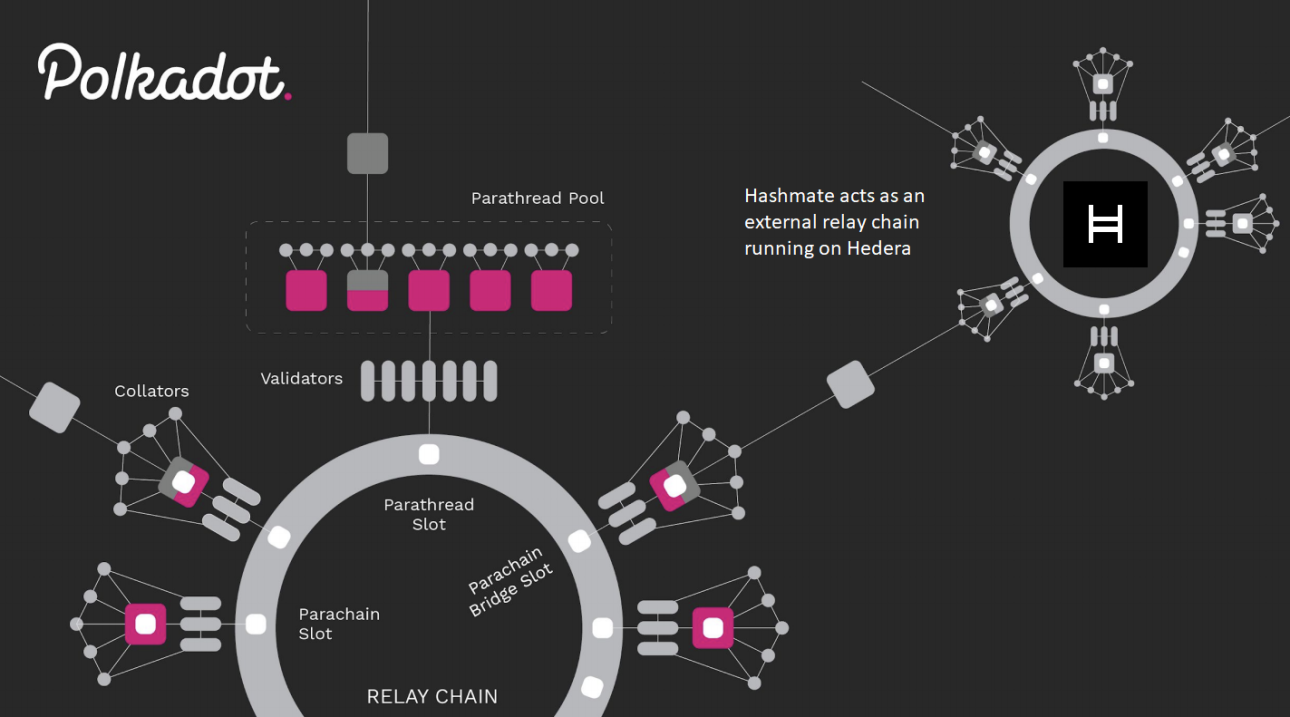 Polkadot.
Parathread Pool
Hashmate acts as an
external relay chain
running on Hedera
Validators
Collators
Parathread
Slot
Parachain
Bridge Slot
Parachain
Slot
RELAY CHAIN